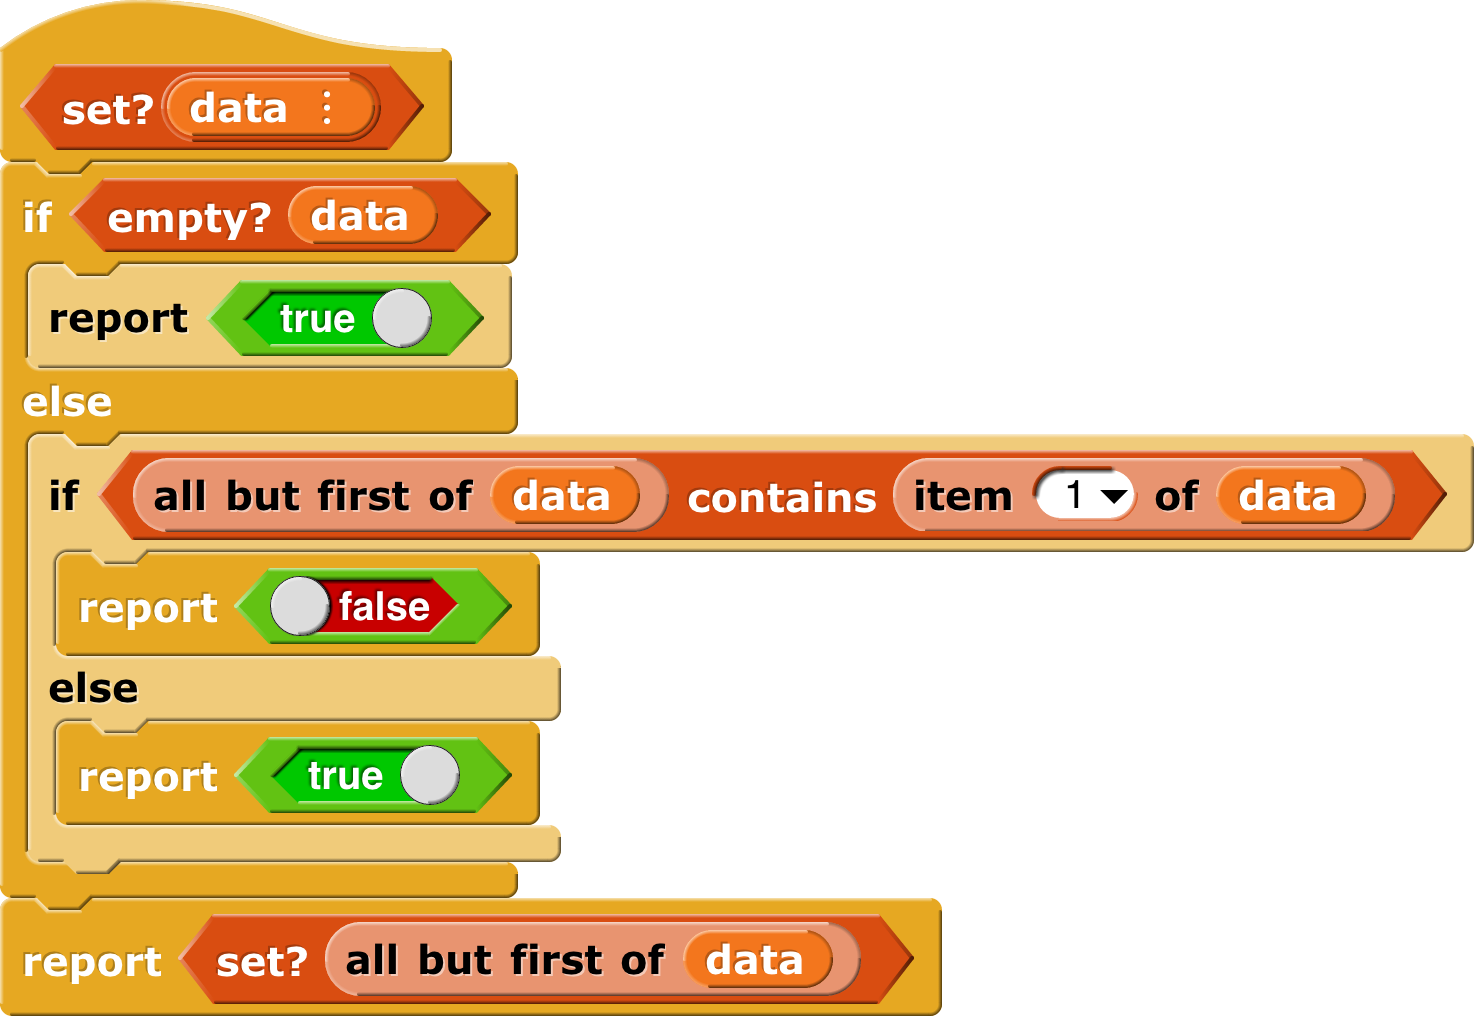 set? data ⋮
if empty? data
report true
else
if all but first of data contains item 1 of data
report false
else
report true
report set? all but first of data